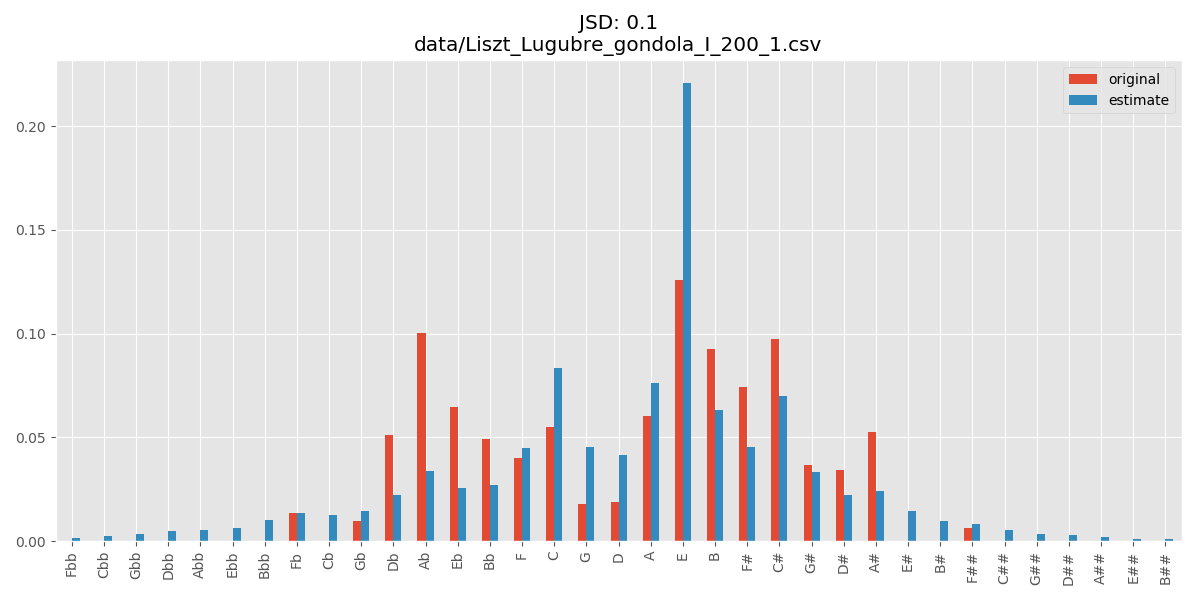 JSD: 0.1
data/Liszt_Lugubre_gondola_I_200_1.csv
original
estimate
0.20
0.15
0.10
0.05
0.00
Fbb Cbb Gbb Dbb Abb Ebb Bbb Fb Cb Gb Db Ab Eb Bb F C G D A E B F# C# G# D# A# E# B# F## C## G## D## A## E## B##